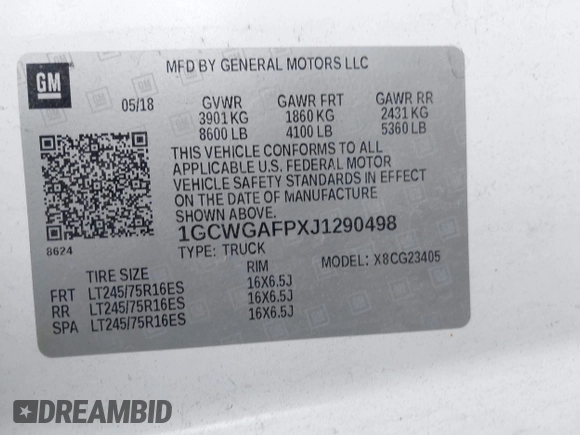 GM
MFD BY GENERAL MOTORS LLC
05/18 GVWR GAWR FRT GAWR RR
3901 KG 1860 KG 2431 KG
8600 LB 4100 LB 5360 LB
THIS VEHICLE CONFORMS TO ALL
APPLICABLE U.S. FEDERAL MOTOR
VEHICLE SAFETY STANDARDS IN EFFECT
ON THE DATE OF MANUFACTURE
SHOWN ABOVE.
8624 1GCWGAFPXJ1290498
TYPE: TRUCK MODEL: X8CG23405
TIRE SIZE RIM
FRT LT245/75R16ES 16X6.5J
RR LT245/75R16ES 16X6.5J
SPA LT245/75R16ES 16X6.5J
DREAMBID